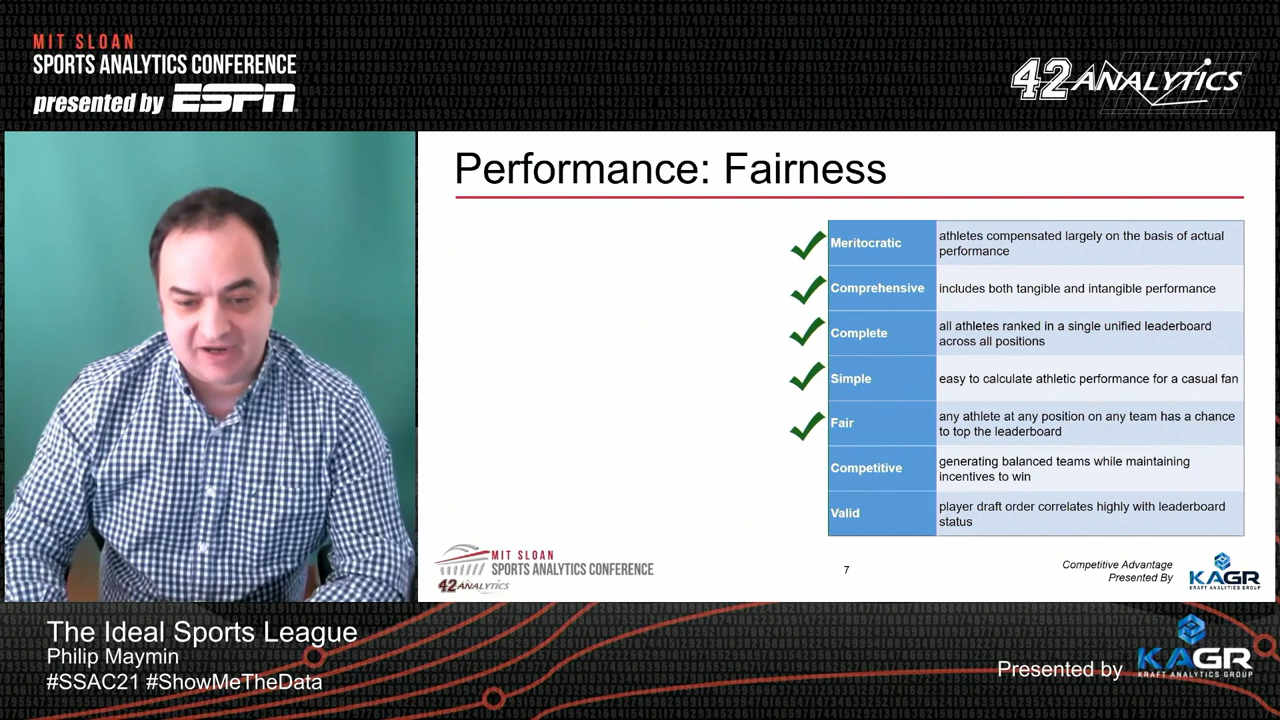 MIT SLOAN
SPORTS ANALYTICS CONFERENCE
presented by ESPN
42 ANALYTICS
Performance: Fairness
Meritocratic
athletes compensated largely on the basis of actual
performance
Comprehensive
includes both tangible and intangible performance
Complete
all athletes ranked in a single unified leaderboard
across all positions
Simple
easy to calculate athletic performance for a casual fan
Fair
any athlete at any position on any team has a chance
to top the leaderboard
Competitive
generating balanced teams while maintaining
incentives to win
Valid
player draft order correlates highly with leaderboard
status
MIT SLOAN
SPORTS ANALYTICS CONFERENCE
42 ANALYTICS
7
Competitive Advantage
Presented By
KAGR
KRAFT ANALYTICS GROUP
The Ideal Sports League
Philip Maymin
#SSAC21 #ShowMeTheData
Presented by
KAGR
KRAFT ANALYTICS GROUP